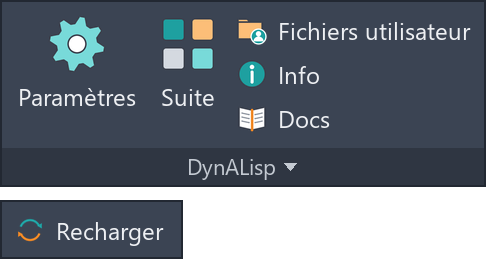 Paramètres
Suite
Fichiers utilisateur
Info
Docs
DynALisp
Recharger